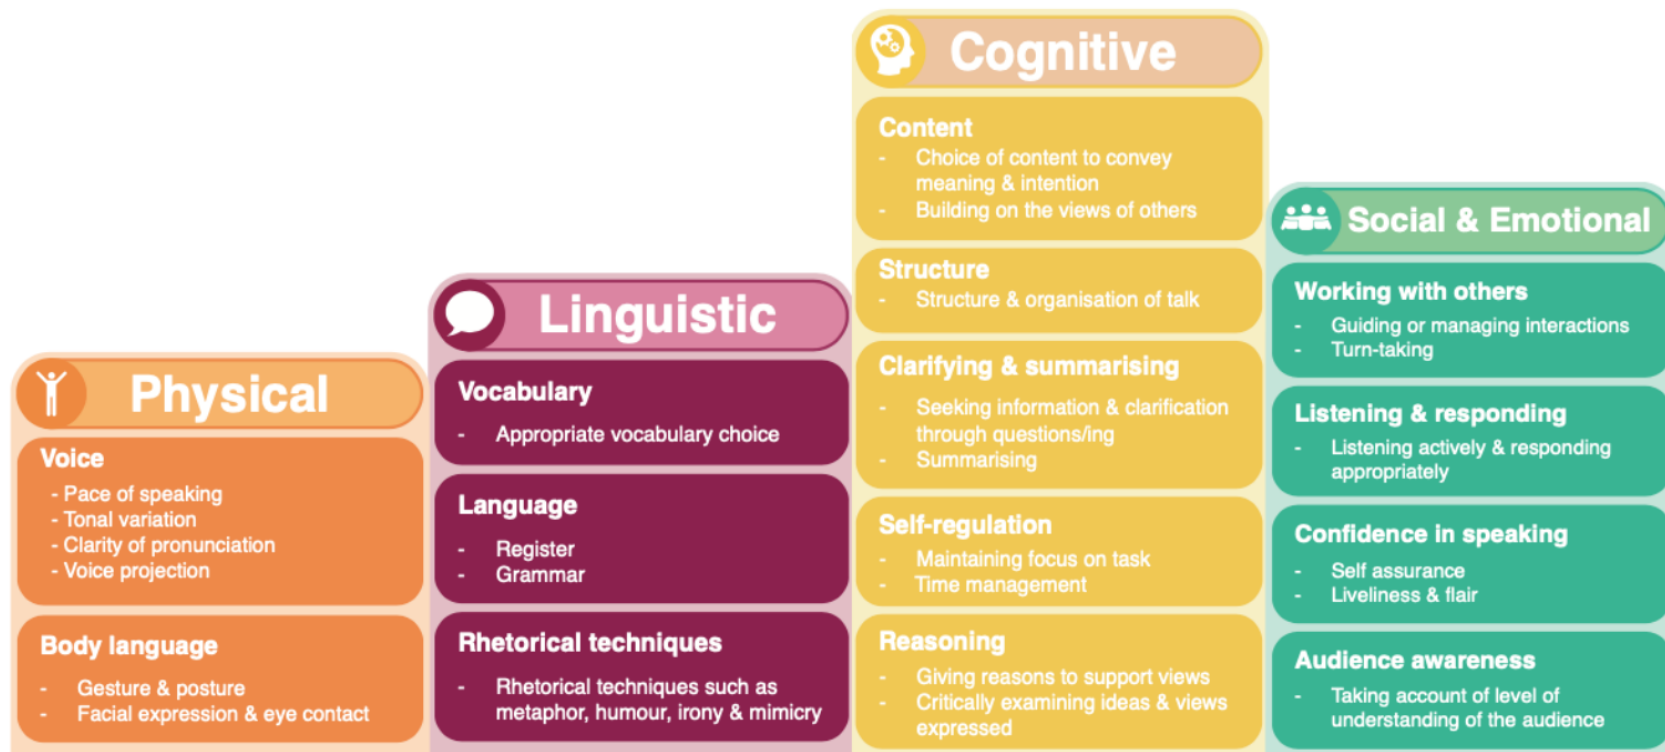 Physical
Voice
- Pace of speaking
- Tonal variation
- Clarity of pronunciation
- Voice projection
Body language
- Gesture & posture
- Facial expression & eye contact
Linguistic
Vocabulary
- Appropriate vocabulary choice
Language
- Register
- Grammar
Rhetorical techniques
- Rhetorical techniques such as
metaphor, humour, irony & mimicry
Cognitive
Content
- Choice of content to convey
meaning & intention
- Building on the views of others
Structure
- Structure & organisation of talk
Clarifying & summarising
- Seeking information & clarification
through questions/ing
- Summarising
Self-regulation
- Maintaining focus on task
- Time management
Reasoning
- Giving reasons to support views
- Critically examining ideas & views
expressed
Social & Emotional
Working with others
- Guiding or managing interactions
- Turn-taking
Listening & responding
- Listening actively & responding
appropriately
Confidence in speaking
- Self assurance
- Liveliness & flair
Audience awareness
- Taking account of level of
understanding of the audience